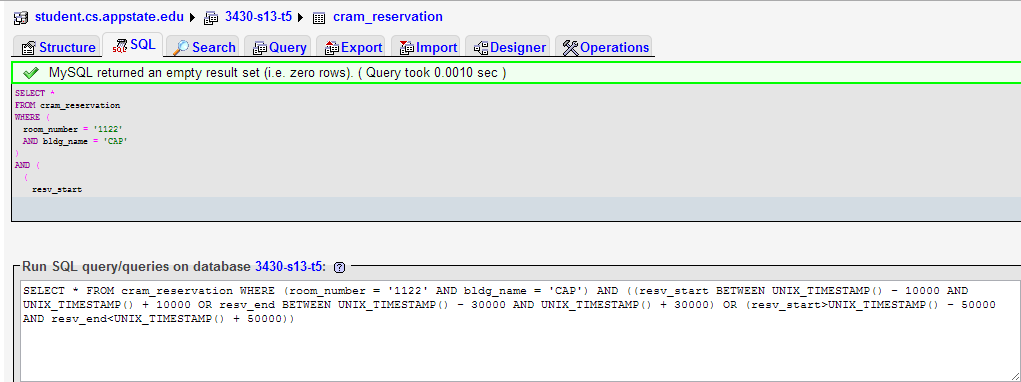 student.cs.appstate.edu 3430-s13-t5 cram_reservation
Structure SQL Search Query Export Import Designer Operations
MySQL returned an empty result set (i.e. zero rows). ( Query took 0.0010 sec )
SELECT *
FROM cram_reservation
WHERE (
room_number = '1122'
AND bldg_name = 'CAP'
)
AND (
(
resv_start
Run SQL query/queries on database 3430-s13-t5: ?
SELECT * FROM cram_reservation WHERE (room_number = '1122' AND bldg_name = 'CAP') AND ((resv_start BETWEEN UNIX_TIMESTAMP() - 10000 AND
UNIX_TIMESTAMP() + 10000 OR resv_end BETWEEN UNIX_TIMESTAMP() - 30000 AND UNIX_TIMESTAMP() + 30000) OR (resv_start>UNIX_TIMESTAMP() - 50000
AND resv_end<UNIX_TIMESTAMP() + 50000))